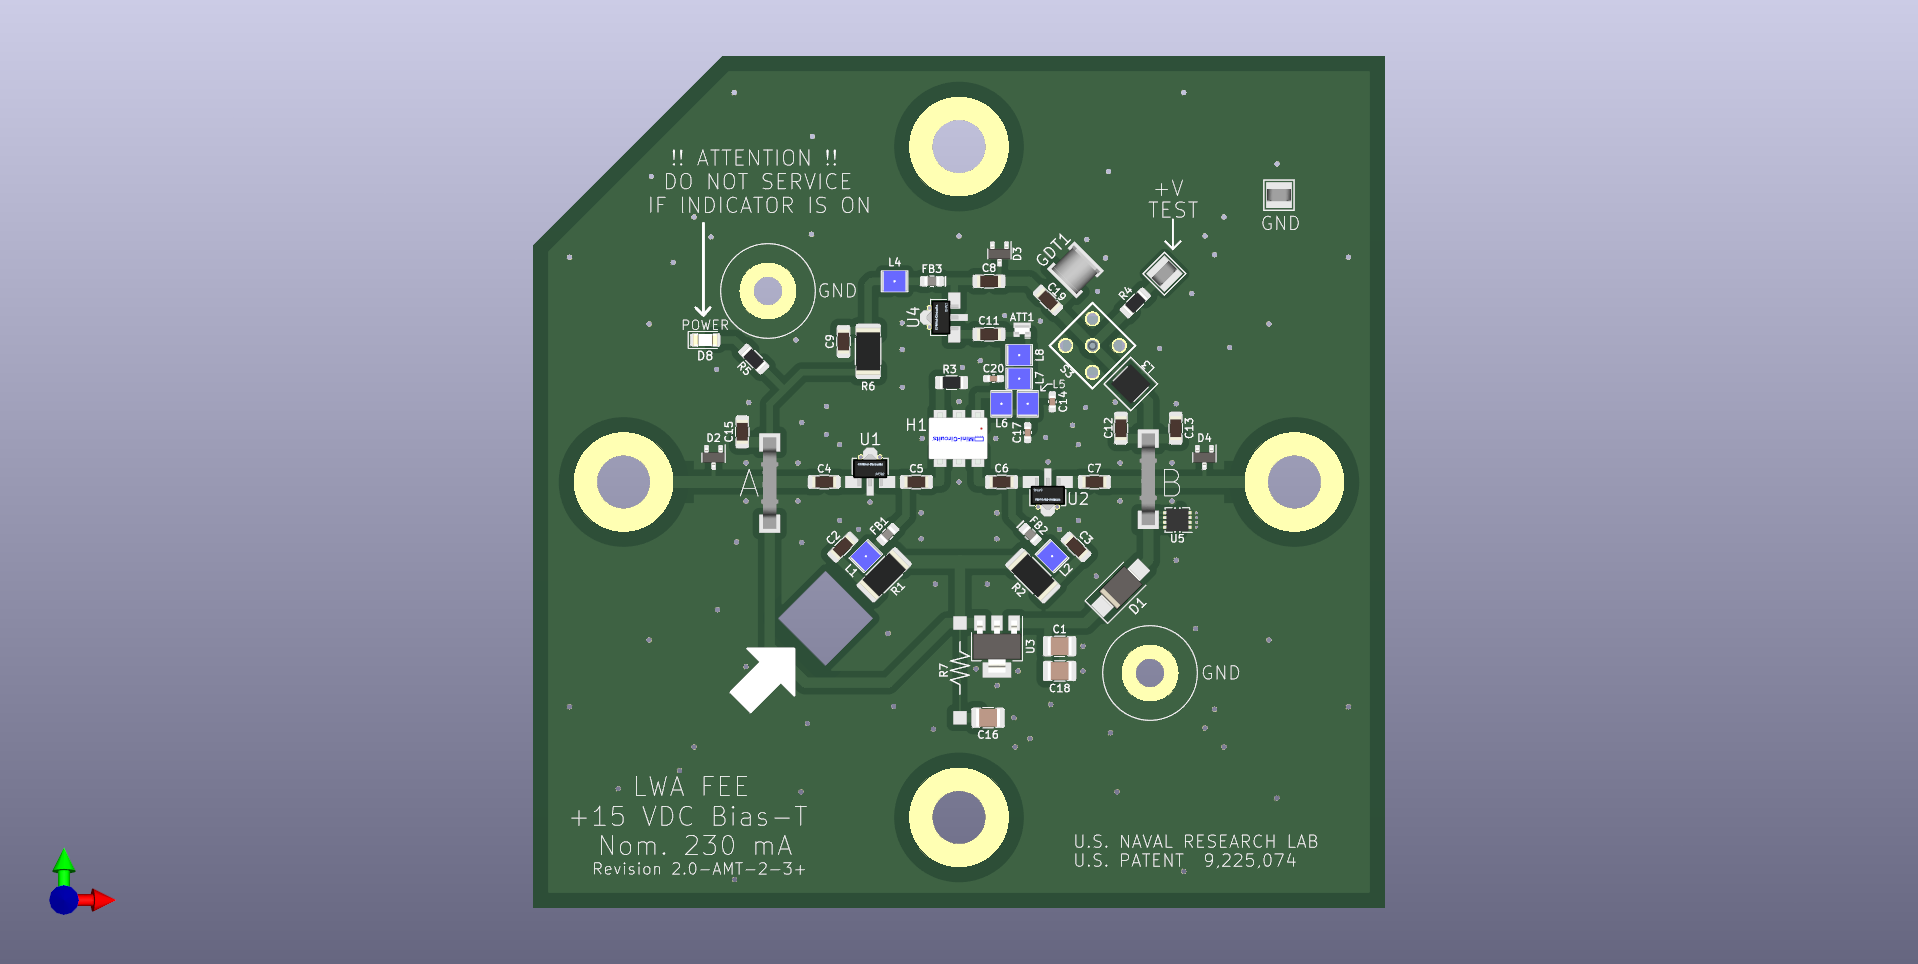 !! ATTENTION !!
DO NOT SERVICE
IF INDICATOR IS ON
+V
TEST
GND
GDT1
D3
L4
FB3
C8
C19
R4
GND
U4
C11
ATT1
POWER
D8
R5
C9
R6
L8
S3
L3
R3
C20
L7
L5
C14
L6
C17
H1
Mini-Circuits
C15
D2
C12
C13
D4
U1
A
C4
C5
C6
C7
B
U2
U5
FB1
FB2
C2
C3
L1
L2
R1
R2
D1
U3
C1
R7
C18
GND
C16
LWA FEE
+15 VDC Bias-T
Nom. 230 mA
Revision 2.0-AMT-2-3+
U.S. NAVAL RESEARCH LAB
U.S. PATENT 9,225,074